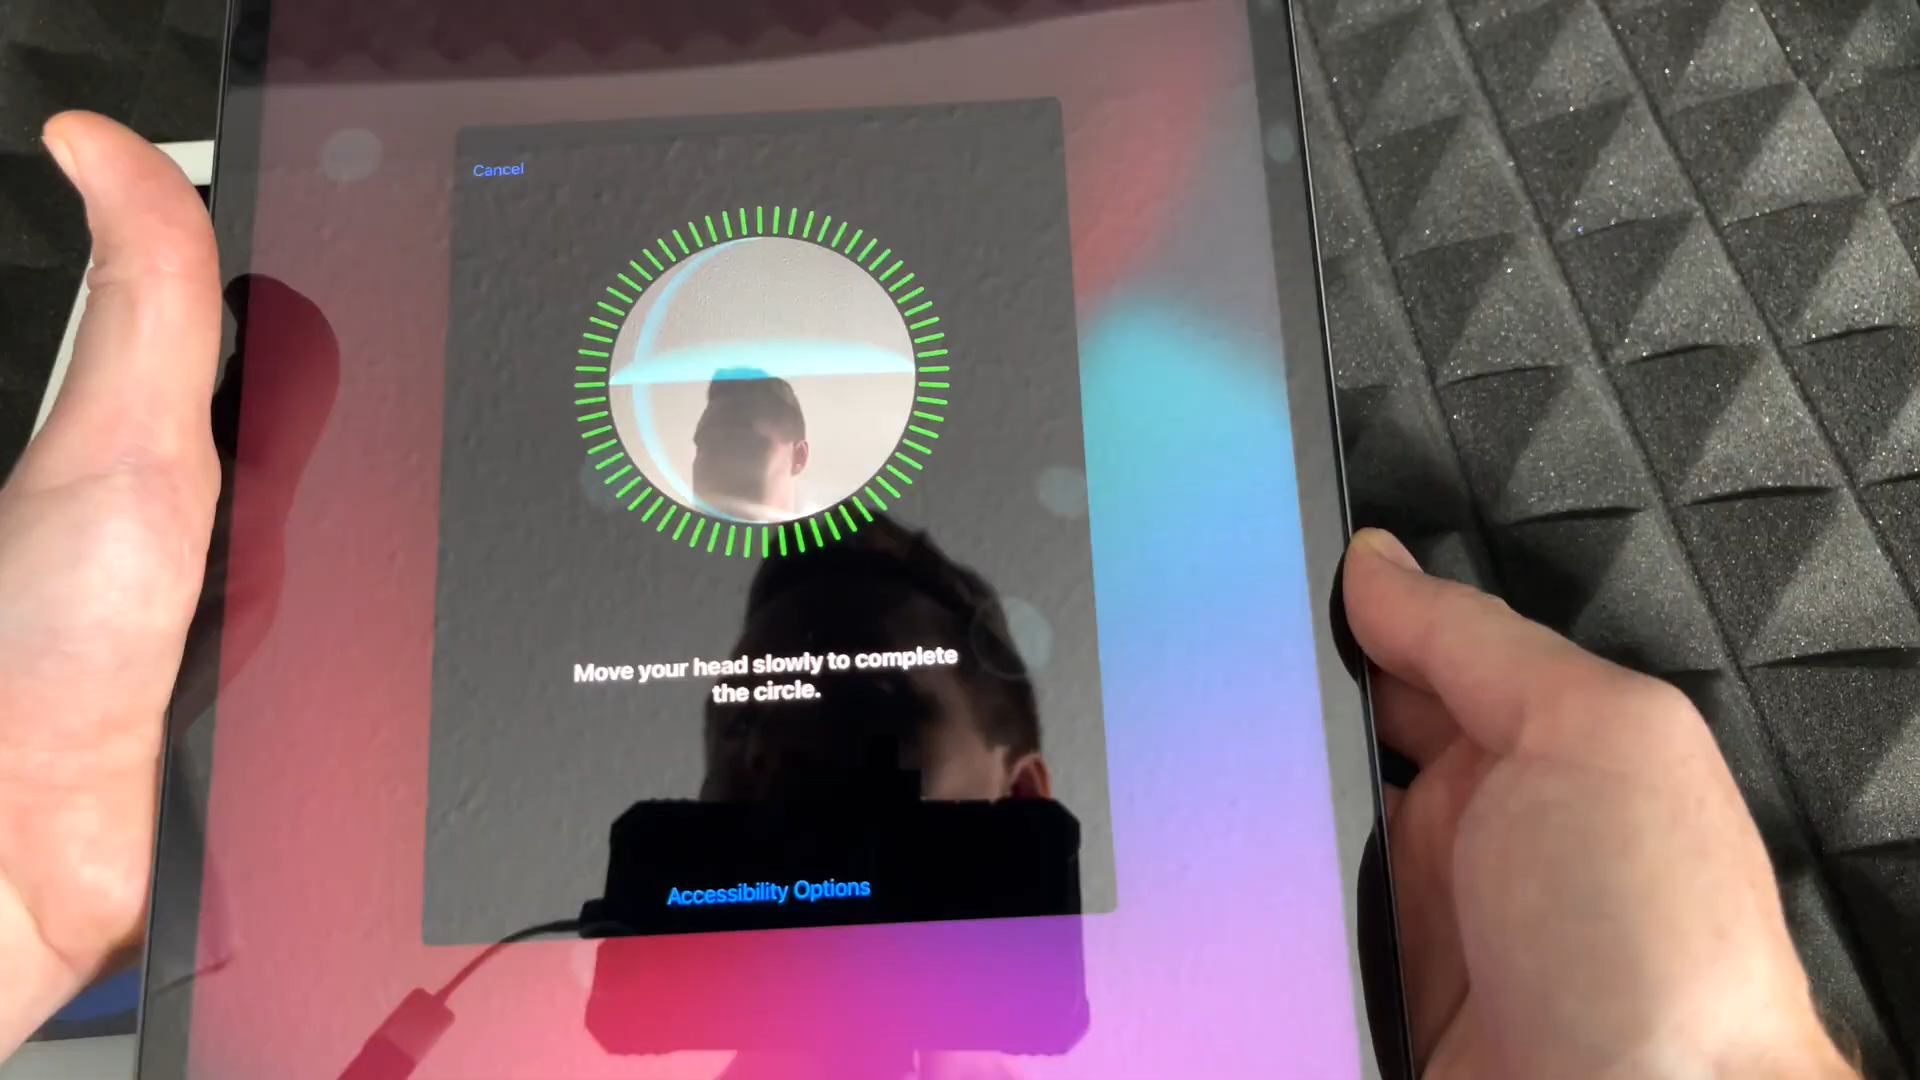 Cancel
Move your head slowly to complete
the circle.
Accessibility Options